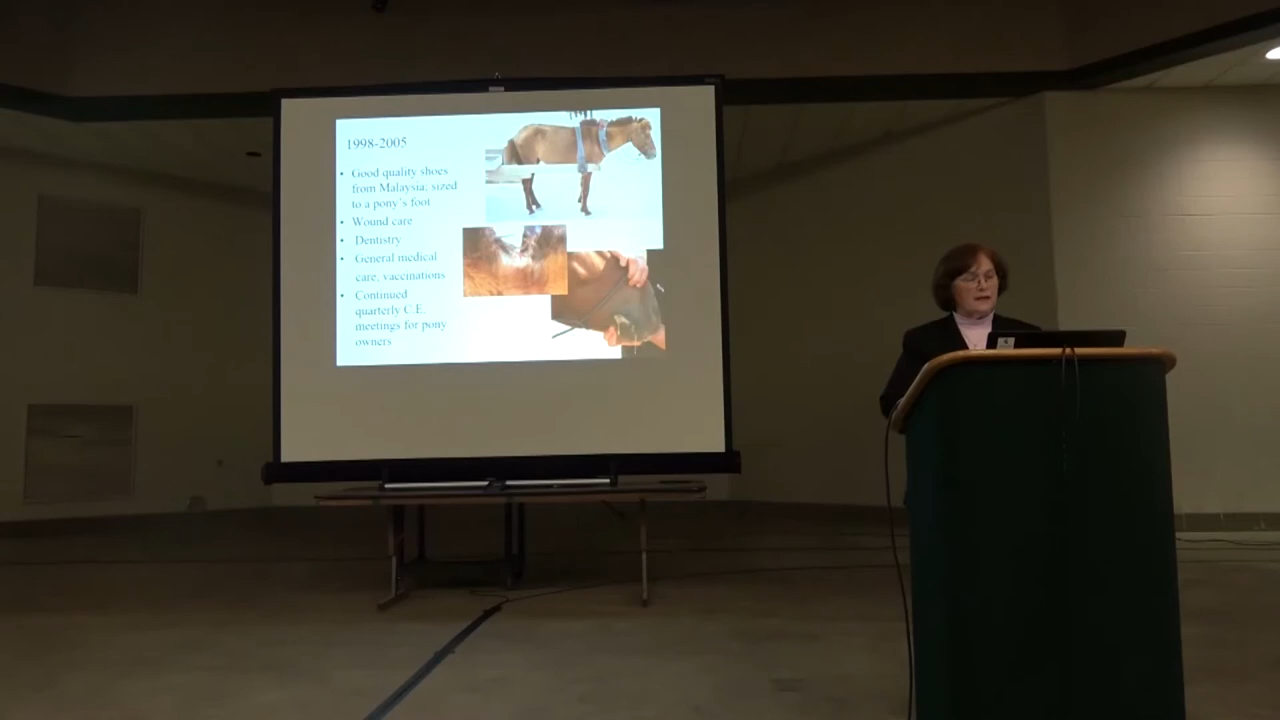 1998-2005
• Good quality shoes
from Malaysia, sized
to a pony's foot
• Wound care
• Dentistry
• General medical
care, vaccinations
• Continued
quarterly C.E.
meetings for pony
owners